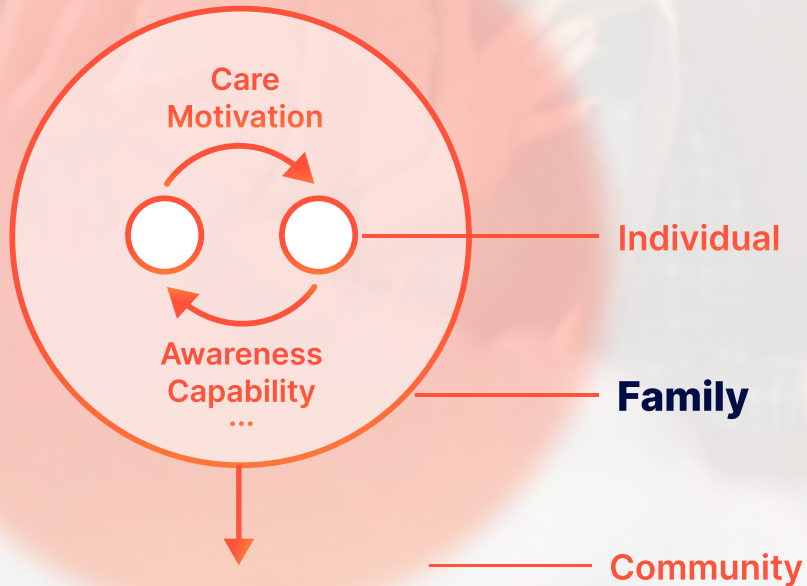 Care
Motivation
Individual
Awareness
Capability
...
Family
Community